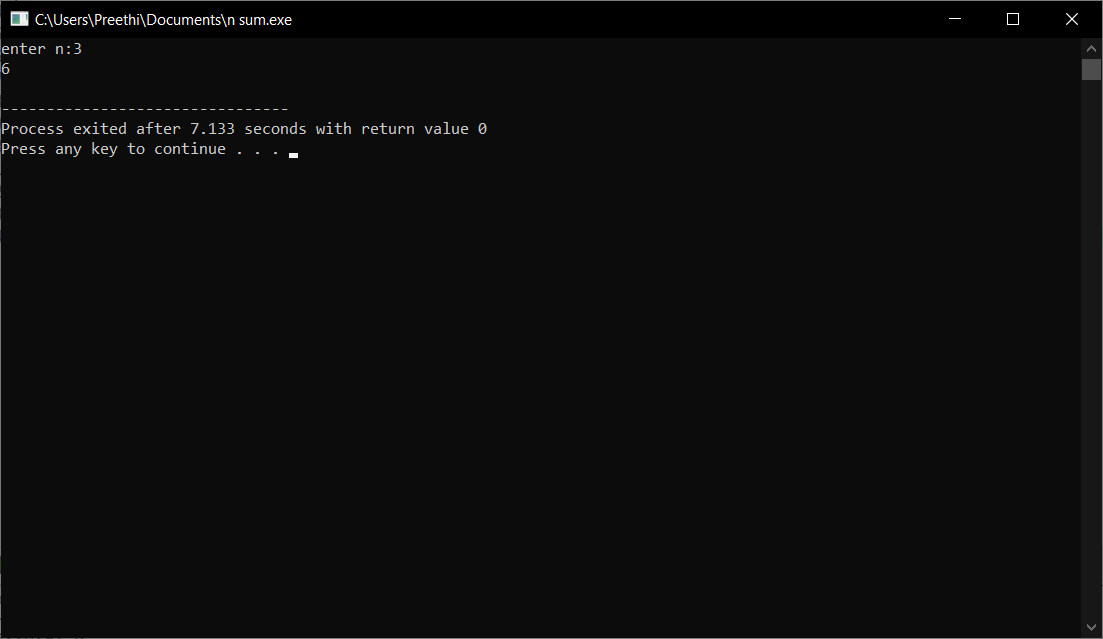 C:\Users\Preethi\Documents\n sum.exe
enter n:3
6
--------------------------------
Process exited after 7.133 seconds with return value 0
Press any key to continue . . .